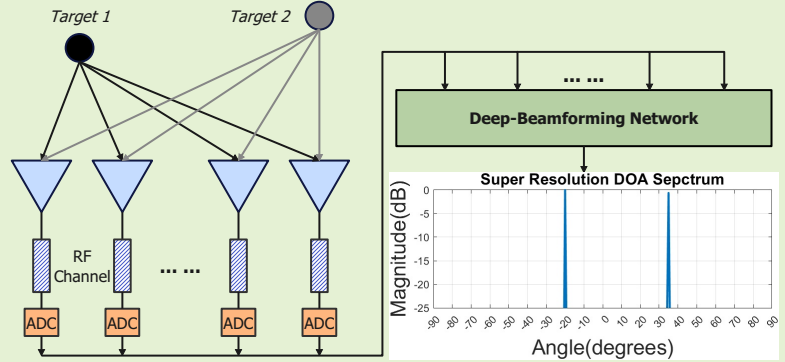 Target 1
Target 2
... ...
Deep-Beamforming Network
RF
Channel
... ...
ADC
ADC
ADC
ADC
Super Resolution DOA Sepctrum
Magnitude(dB)
0
-5
-10
-15
-20
-25
-90 -80 -70 -60 -50 -40 -30 -20 -10 0 10 20 30 40 50 60 70 80 90
Angle(degrees)